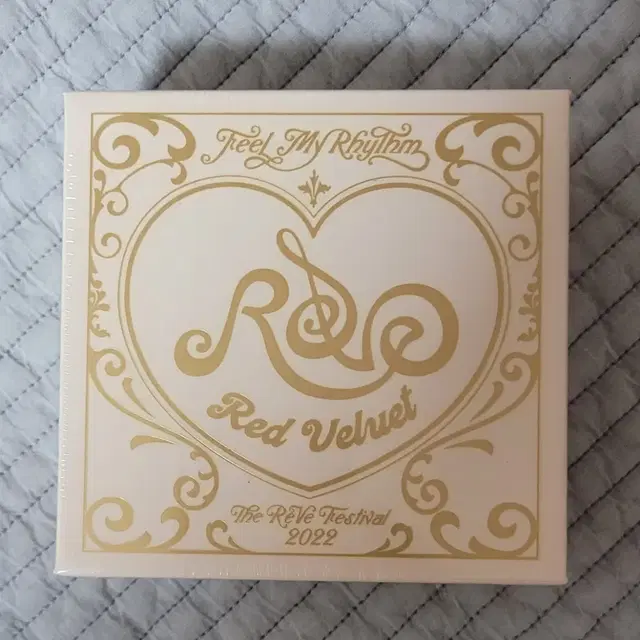 Feel My Rhythm
Red Velvet
The ReVe Festival
2022